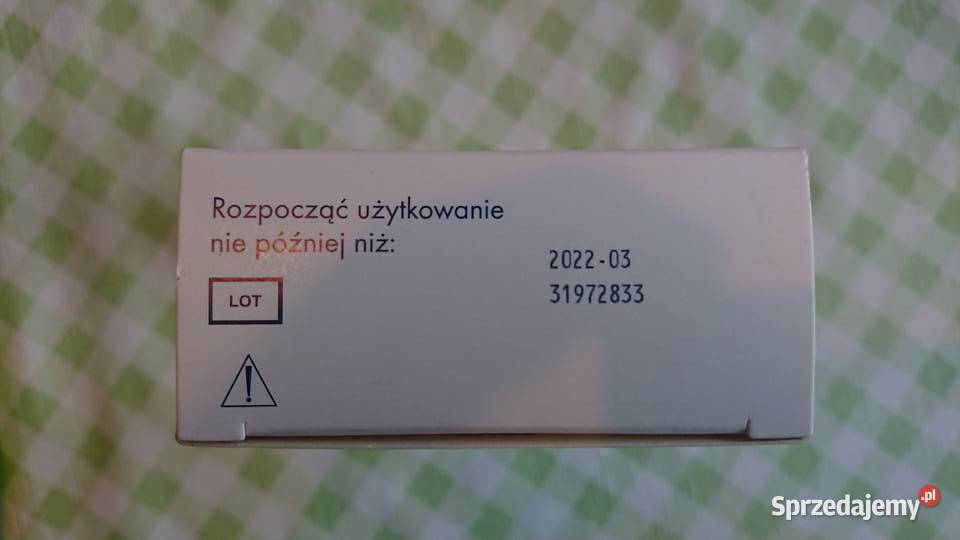 Rozpocząć użytkowanie
nie później niż:
2022-03
LOT
31972833
!
Sprzedajemy.pl